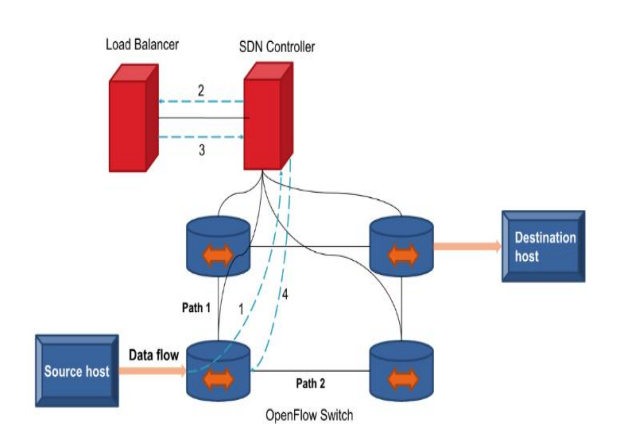 Load Balancer
SDN Controller
2
3
Destination
host
Path 1
1
4
Data flow
Source host
Path 2
OpenFlow Switch